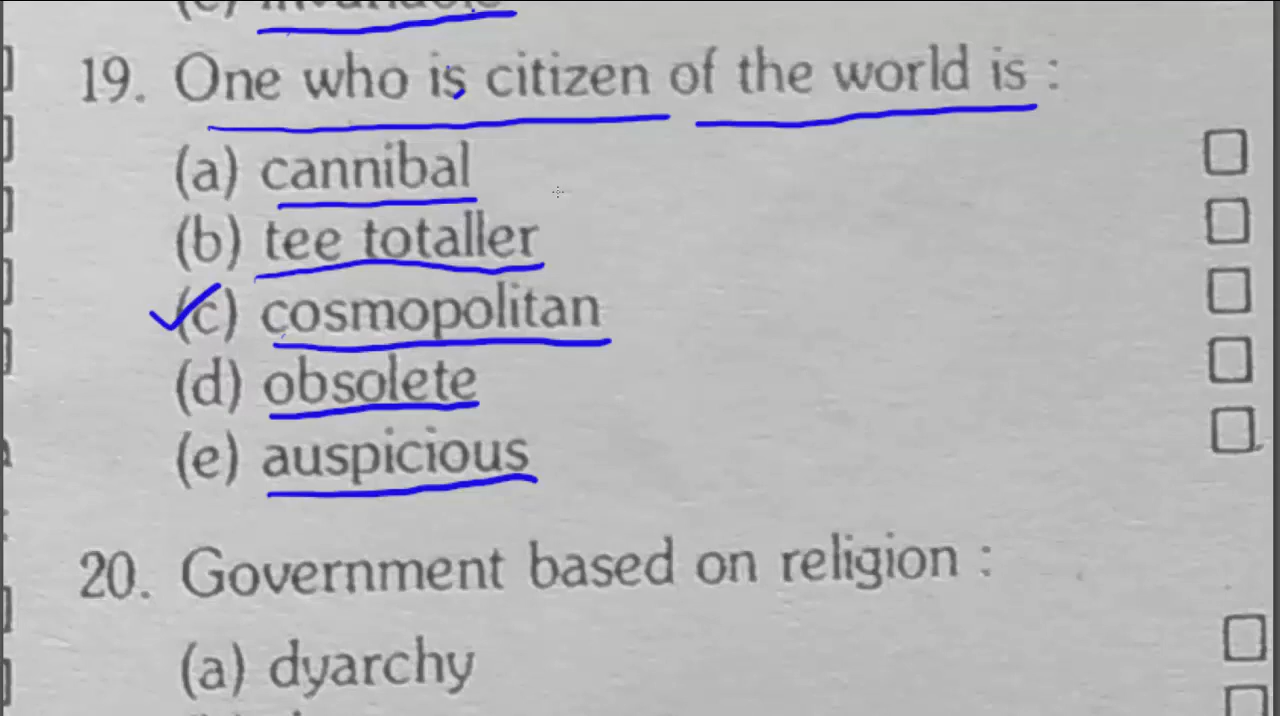 19. One who is citizen of the world is :
(a) cannibal
(b) tee totaller
(c) cosmopolitan
(d) obsolete
(e) auspicious
20. Government based on religion :
(a) dyarchy